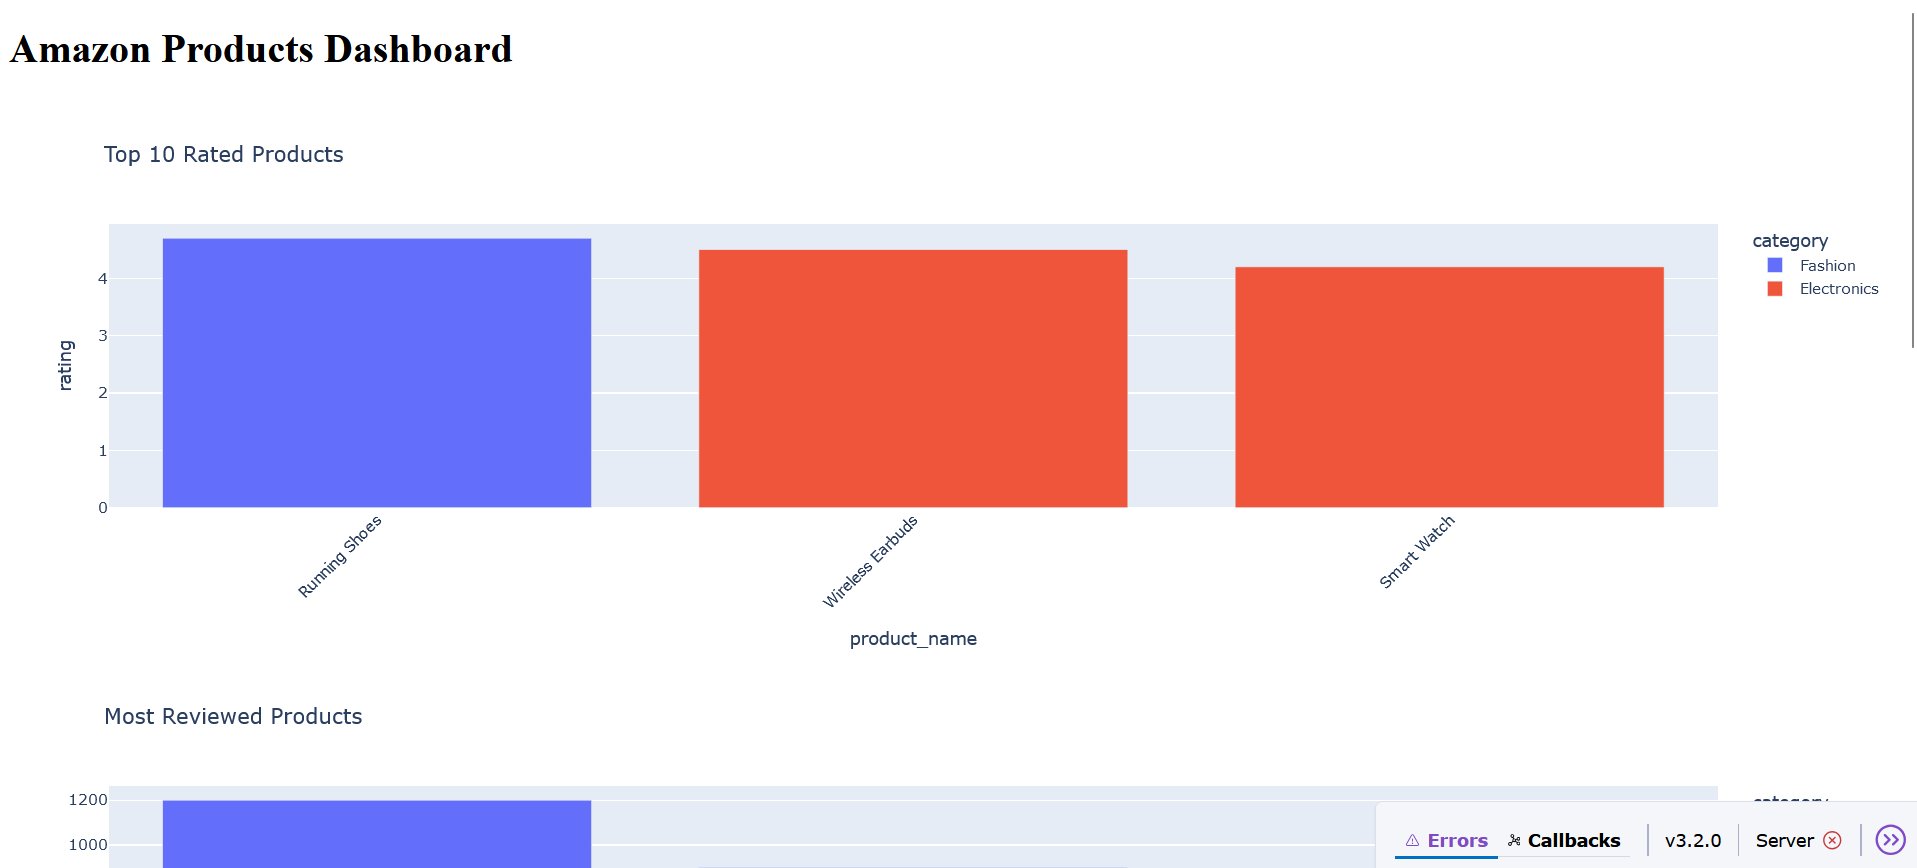 Amazon Products Dashboard
Top 10 Rated Products
category
Fashion
Electronics
4
3
2
1
0
rating
Running Shoes
Wireless Earbuds
Smart Watch
product_name
Most Reviewed Products
1200
1000
category
Errors
Callbacks
v3.2.0
Server